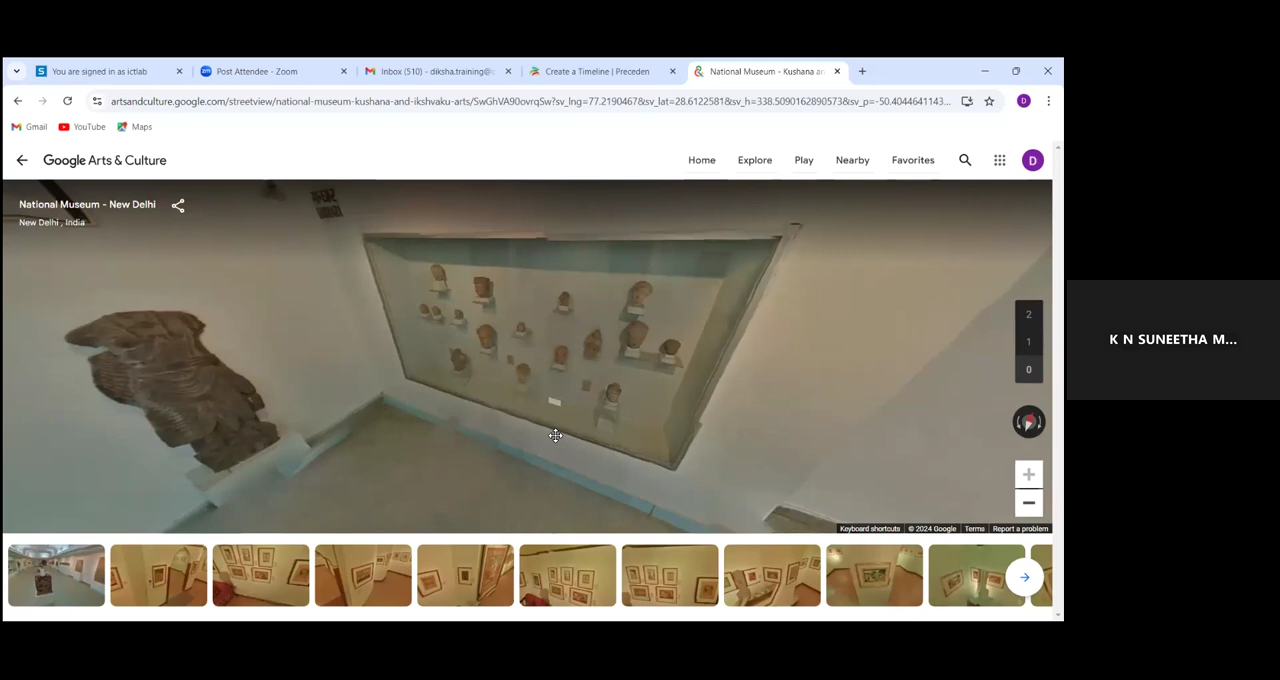 You are signed in as ictlab
Post Attendee - Zoom
Inbox (510) - diksha.training@
Create a Timeline | Preceden
National Museum - Kushana an
artsandculture.google.com/streetview/national-museum-kushana-and-ikshvaku-arts/SwGhVA90ovrqSw?sv_lng=77.2190467&sv_lat=28.6122581&sv_h=338.50901628905​73&sv_p=-50.4044641143...
D
Gmail
YouTube
Maps
Google Arts & Culture
Home
Explore
Play
Nearby
Favorites
D
National Museum - New Delhi
New Delhi , India
2
1
0
K N SUNEETHA M...
Keyboard shortcuts
© 2024 Google
Terms
Report a problem